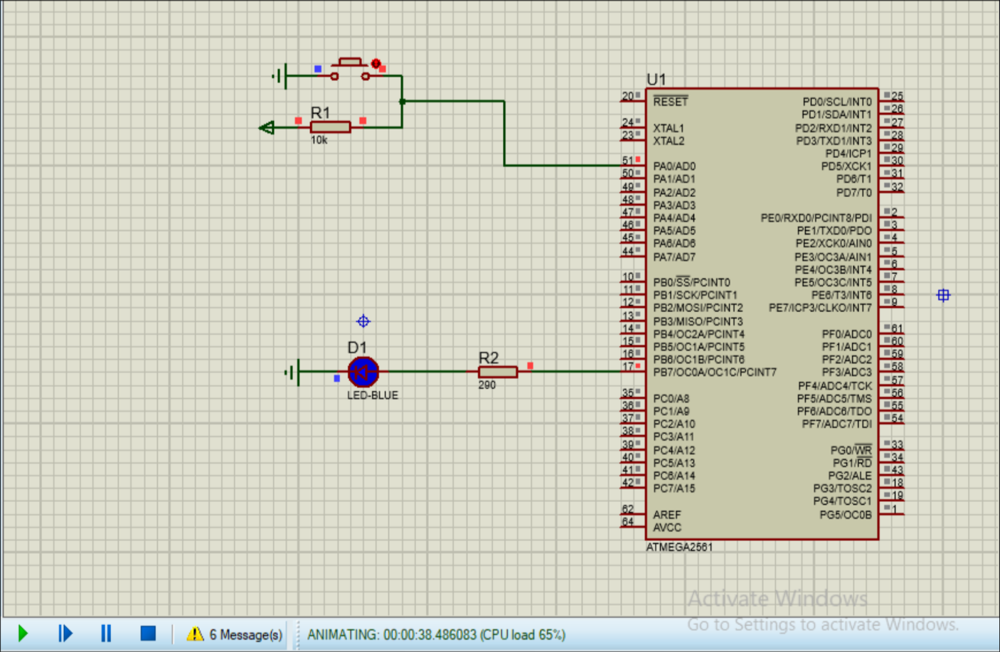 R1
10k
D1
LED-BLUE
R2
290
U1
20 RESET
24 XTAL1
23 XTAL2
51 PA0/AD0
50 PA1/AD1
49 PA2/AD2
48 PA3/AD3
47 PA4/AD4
46 PA5/AD5
45 PA6/AD6
44 PA7/AD7
10 PB0/SS/PCINT0
11 PB1/SCK/PCINT1
12 PB2/MOSI/PCINT2
13 PB3/MISO/PCINT3
14 PB4/OC2A/PCINT4
15 PB5/OC1A/PCINT5
16 PB6/OC1B/PCINT6
17 PB7/OC0A/OC1C/PCINT7
35 PC0/A8
36 PC1/A9
37 PC2/A10
38 PC3/A11
39 PC4/A12
40 PC5/A13
41 PC6/A14
42 PC7/A15
62 AREF
64 AVCC
PD0/SCL/INT0 25
PD1/SDA/INT1 26
PD2/RXD1/INT2 27
PD3/TXD1/INT3 28
PD4/ICP1 29
PD5/XCK1 30
PD6/T1 31
PD7/T0 32
PE0/RXD0/PCINT8/PDI 2
PE1/TXD0/PDO 3
PE2/XCK0/AIN0 4
PE3/OC3A/AIN1 5
PE4/OC3B/INT4 6
PE5/OC3C/INT5 7
PE6/T3/INT6 8
PE7/ICP3/CLKO/INT7 9
PF0/ADC0 61
PF1/ADC1 60
PF2/ADC2 59
PF3/ADC3 58
PF4/ADC4/TCK 57
PF5/ADC5/TMS 56
PF6/ADC6/TDO 55
PF7/ADC7/TDI 54
PG0/WR 33
PG1/RD 34
PG2/ALE 43
PG3/TOSC2 18
PG4/TOSC1 19
PG5/OC0B 1
ATMEGA2561
Activate Windows
Go to Settings to activate Windows.
6 Message(s)
ANIMATING: 00:00:38.486083 (CPU load 65%)